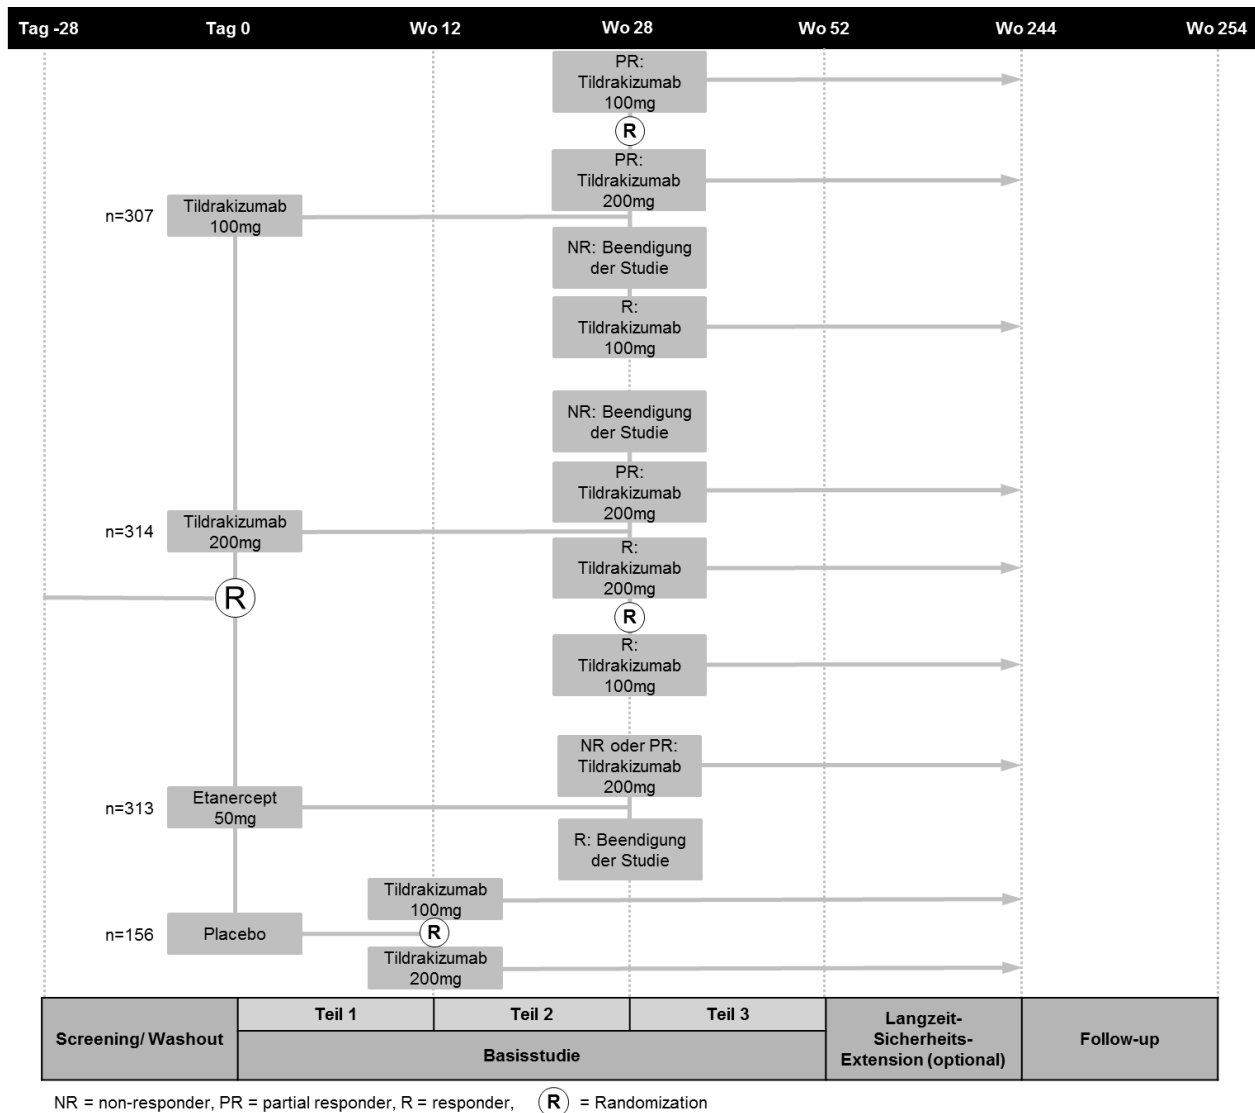 Tag -28 Tag 0 Wo 12 Wo 28 Wo 52 Wo 244 Wo 254
PR:
Tildrakizumab
100mg
R
PR:
Tildrakizumab
200mg
n=307
Tildrakizumab
100mg
NR: Beendigung
der Studie
R:
Tildrakizumab
100mg
NR: Beendigung
der Studie
PR:
Tildrakizumab
200mg
n=314
Tildrakizumab
200mg
R:
Tildrakizumab
200mg
R
R
R:
Tildrakizumab
100mg
NR oder PR:
Tildrakizumab
200mg
n=313
Etanercept
50mg
R: Beendigung
der Studie
Tildrakizumab
100mg
n=156
Placebo
R
Tildrakizumab
200mg
Screening/ Washout
Teil 1 Teil 2 Teil 3
Basisstudie
Langzeit-
Sicherheits-
Extension (optional)
Follow-up
NR = non-responder, PR = partial responder, R = responder, R = Randomization